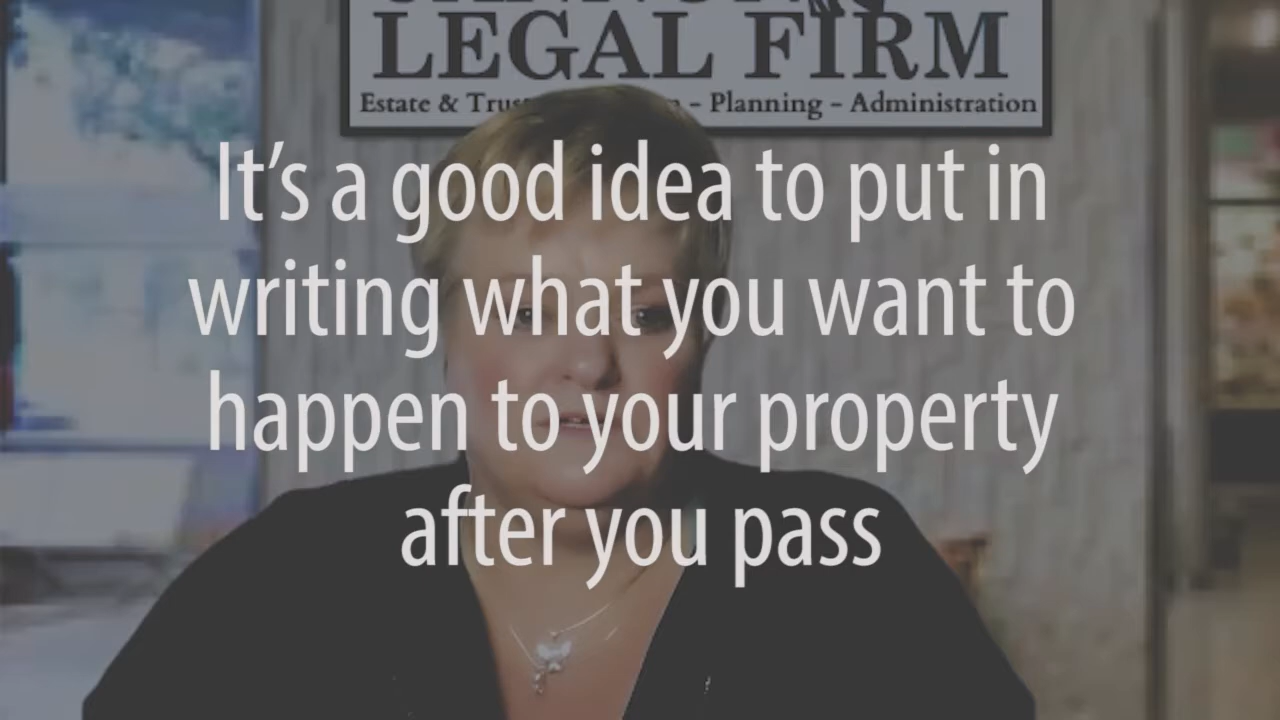 LEGAL FIRM
Estate & – Planning – Administration
It’s a good idea to put in
writing what you want to
happen to your property
after you pass